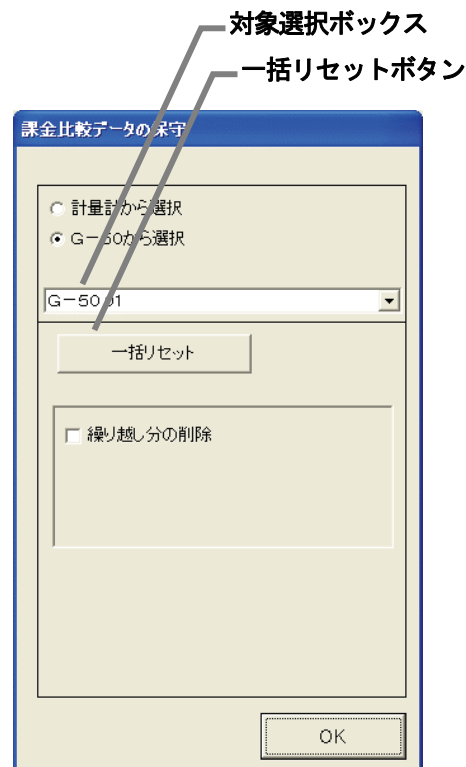 対象選択ボックス
一括リセットボタン
課金比較データの保守
計量計から選択
G−50から選択
G−50 01
一括リセット
繰り越し分の削除
OK